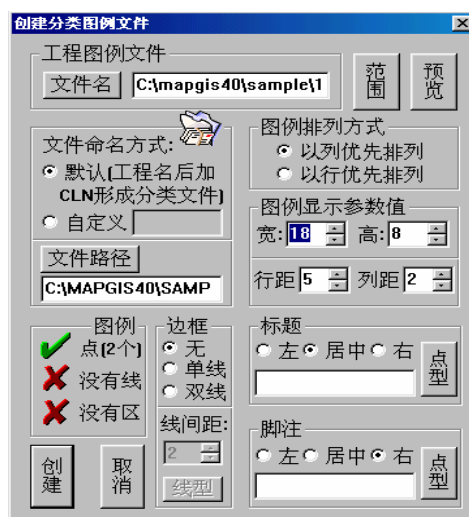 创建分类图例文件
工程图例文件
文件名 C:\mapgis40\sample\1
范围
预览
文件命名方式:
默认(工程名后加
CLN形成分类文件)
自定义
文件路径
C:\MAPGIS40\SAMP
图例排列方式
以列优先排列
以行优先排列
图例显示参数值
宽: 18 高: 8
行距 5 列距 2
图例
点(2个)
没有线
没有区
边框
无
单线
双线
线间距:
2
线型
标题
左 居中 右
点型
脚注
左 居中 右
点型
创建
取消